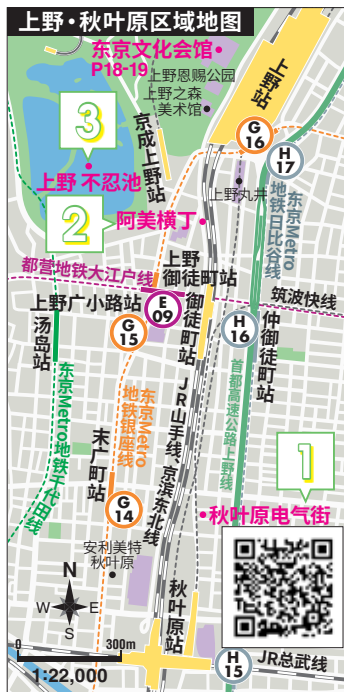 上野・秋叶原区域地图
东京文化会馆
P18-19
上野恩赐公园
上野之森
美术馆
上野站
京成上野站
3
上野 不忍池
G
16
H
17
上野丸井
东京Metro
地铁日比谷线
2
阿美横丁
上野
御徒町站
都营地铁大江户线
筑波快线
上野广小路站
E
09
御徒町站
G
15
H
16
仲御徒町站
汤岛站
东京Metro地铁千代田线
东京Metro
地铁银座线
JR山手线、京滨东北线
首都高速公路上野线
末广町站
1
G
14
秋叶原电气街
安利美特
秋叶原
秋叶原站
N
W
E
S
0
300m
1:22,000
H
15
JR总武线